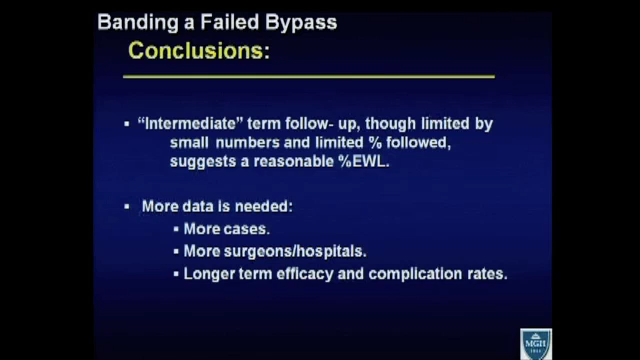 Banding a Failed Bypass
Conclusions:
▪ “Intermediate” term follow- up, though limited by
small numbers and limited % followed,
suggests a reasonable %EWL.
▪ More data is needed:
▪ More cases.
▪ More surgeons/hospitals.
▪ Longer term efficacy and complication rates.
MGH